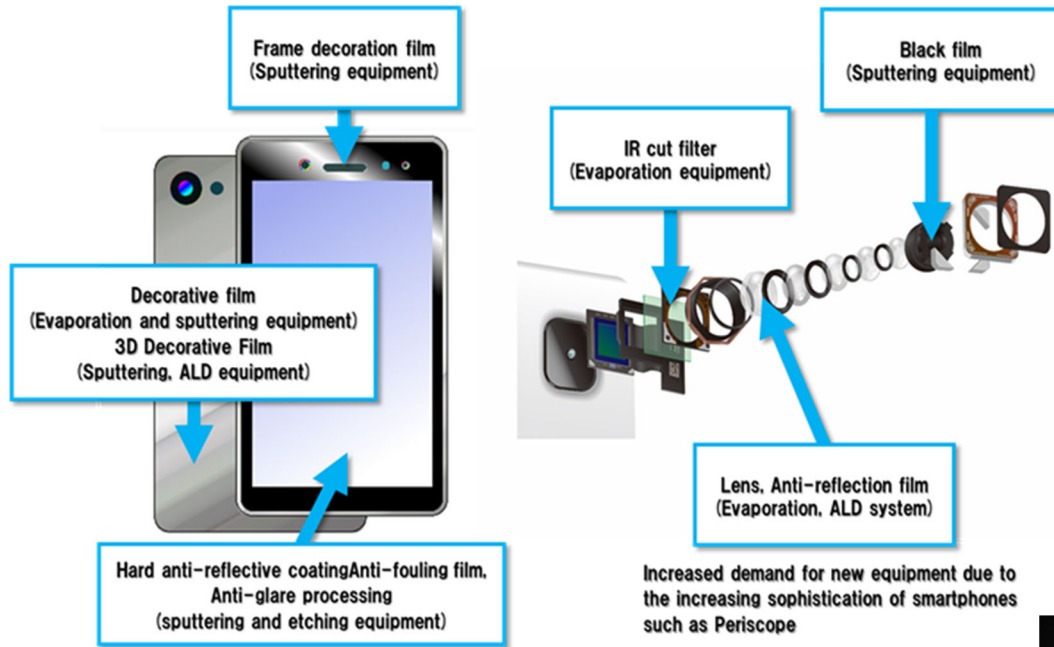 Frame decoration film
(Sputtering equipment)
Black film
(Sputtering equipment)
IR cut filter
(Evaporation equipment)
Decorative film
(Evaporation and sputtering equipment)
3D Decorative Film
(Sputtering, ALD equipment)
Lens, Anti-reflection film
(Evaporation, ALD system)
Hard anti-reflective coatingAnti-fouling film,
Anti-glare processing
(sputtering and etching equipment)
Increased demand for new equipment due to
the increasing sophistication of smartphones
such as Periscope